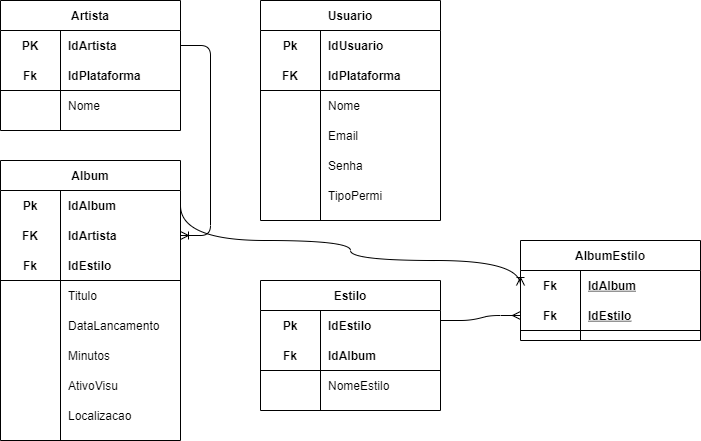 Artista
PK IdArtista
Fk IdPlataforma
Nome
Usuario
Pk IdUsuario
FK IdPlataforma
Nome
Email
Senha
TipoPermi
Album
Pk IdAlbum
FK IdArtista
Fk IdEstilo
Titulo
DataLancamento
Minutos
AtivoVisu
Localizacao
Estilo
Pk IdEstilo
Fk IdAlbum
NomeEstilo
AlbumEstilo
Fk IdAlbum
Fk IdEstilo